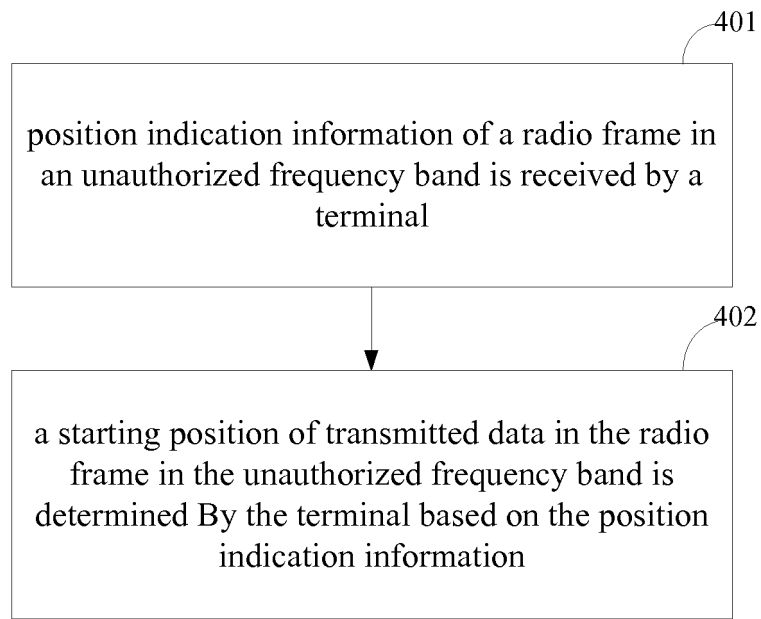 401
position indication information of a radio frame in
an unauthorized frequency band is received by a
terminal
402
a starting position of transmitted data in the radio
frame in the unauthorized frequency band is
determined By the terminal based on the position
indication information